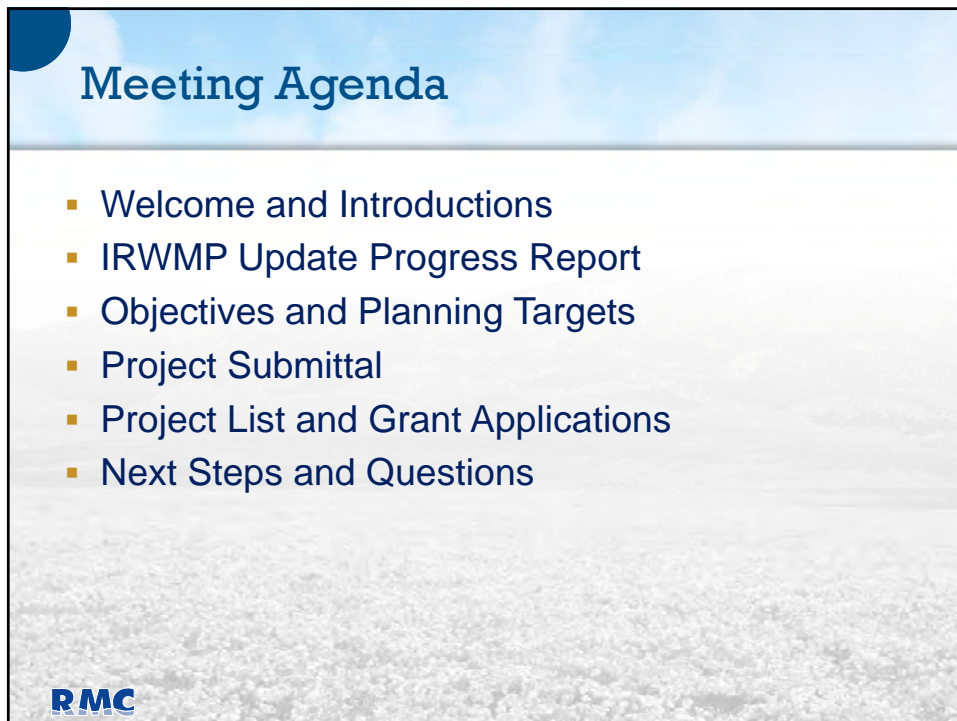 Meeting Agenda
Welcome and Introductions
IRWMP Update Progress Report
Objectives and Planning Targets
Project Submittal
Project List and Grant Applications
Next Steps and Questions
RMC